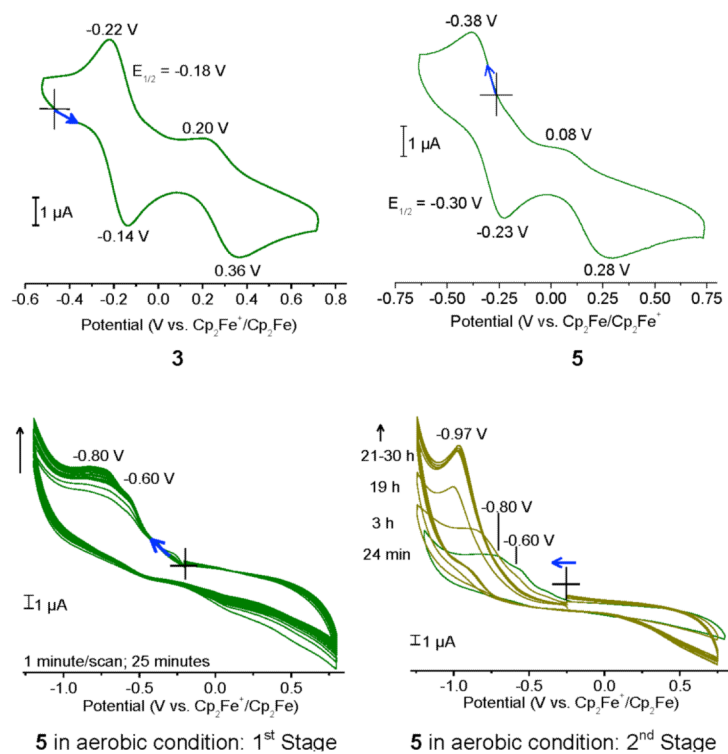 -0.22 V
E1/2 = -0.18 V
0.20 V
1 µA
-0.14 V
0.36 V
-0.6 -0.4 -0.2 0.0 0.2 0.4 0.6 0.8
Potential (V vs. Cp2Fe+/Cp2Fe)
3
-0.38 V
0.08 V
1 µA
E1/2 = -0.30 V
-0.23 V
0.28 V
-0.75 -0.50 -0.25 0.00 0.25 0.50 0.75
Potential (V vs. Cp2Fe/Cp2Fe+
5
-0.80 V
-0.60 V
1 µA
1 minute/scan; 25 minutes
-1.0 -0.5 0.0 0.5
Potential (V vs. Cp2Fe+/Cp2Fe)
5 in aerobic condition: 1st Stage
-0.97 V
21-30 h
19 h
-0.80 V
3 h
-0.60 V
24 min
1 µA
-1.0 -0.5 0.0 0.5
Potential (V vs. Cp2Fe+/Cp2Fe)
5 in aerobic condition: 2nd Stage